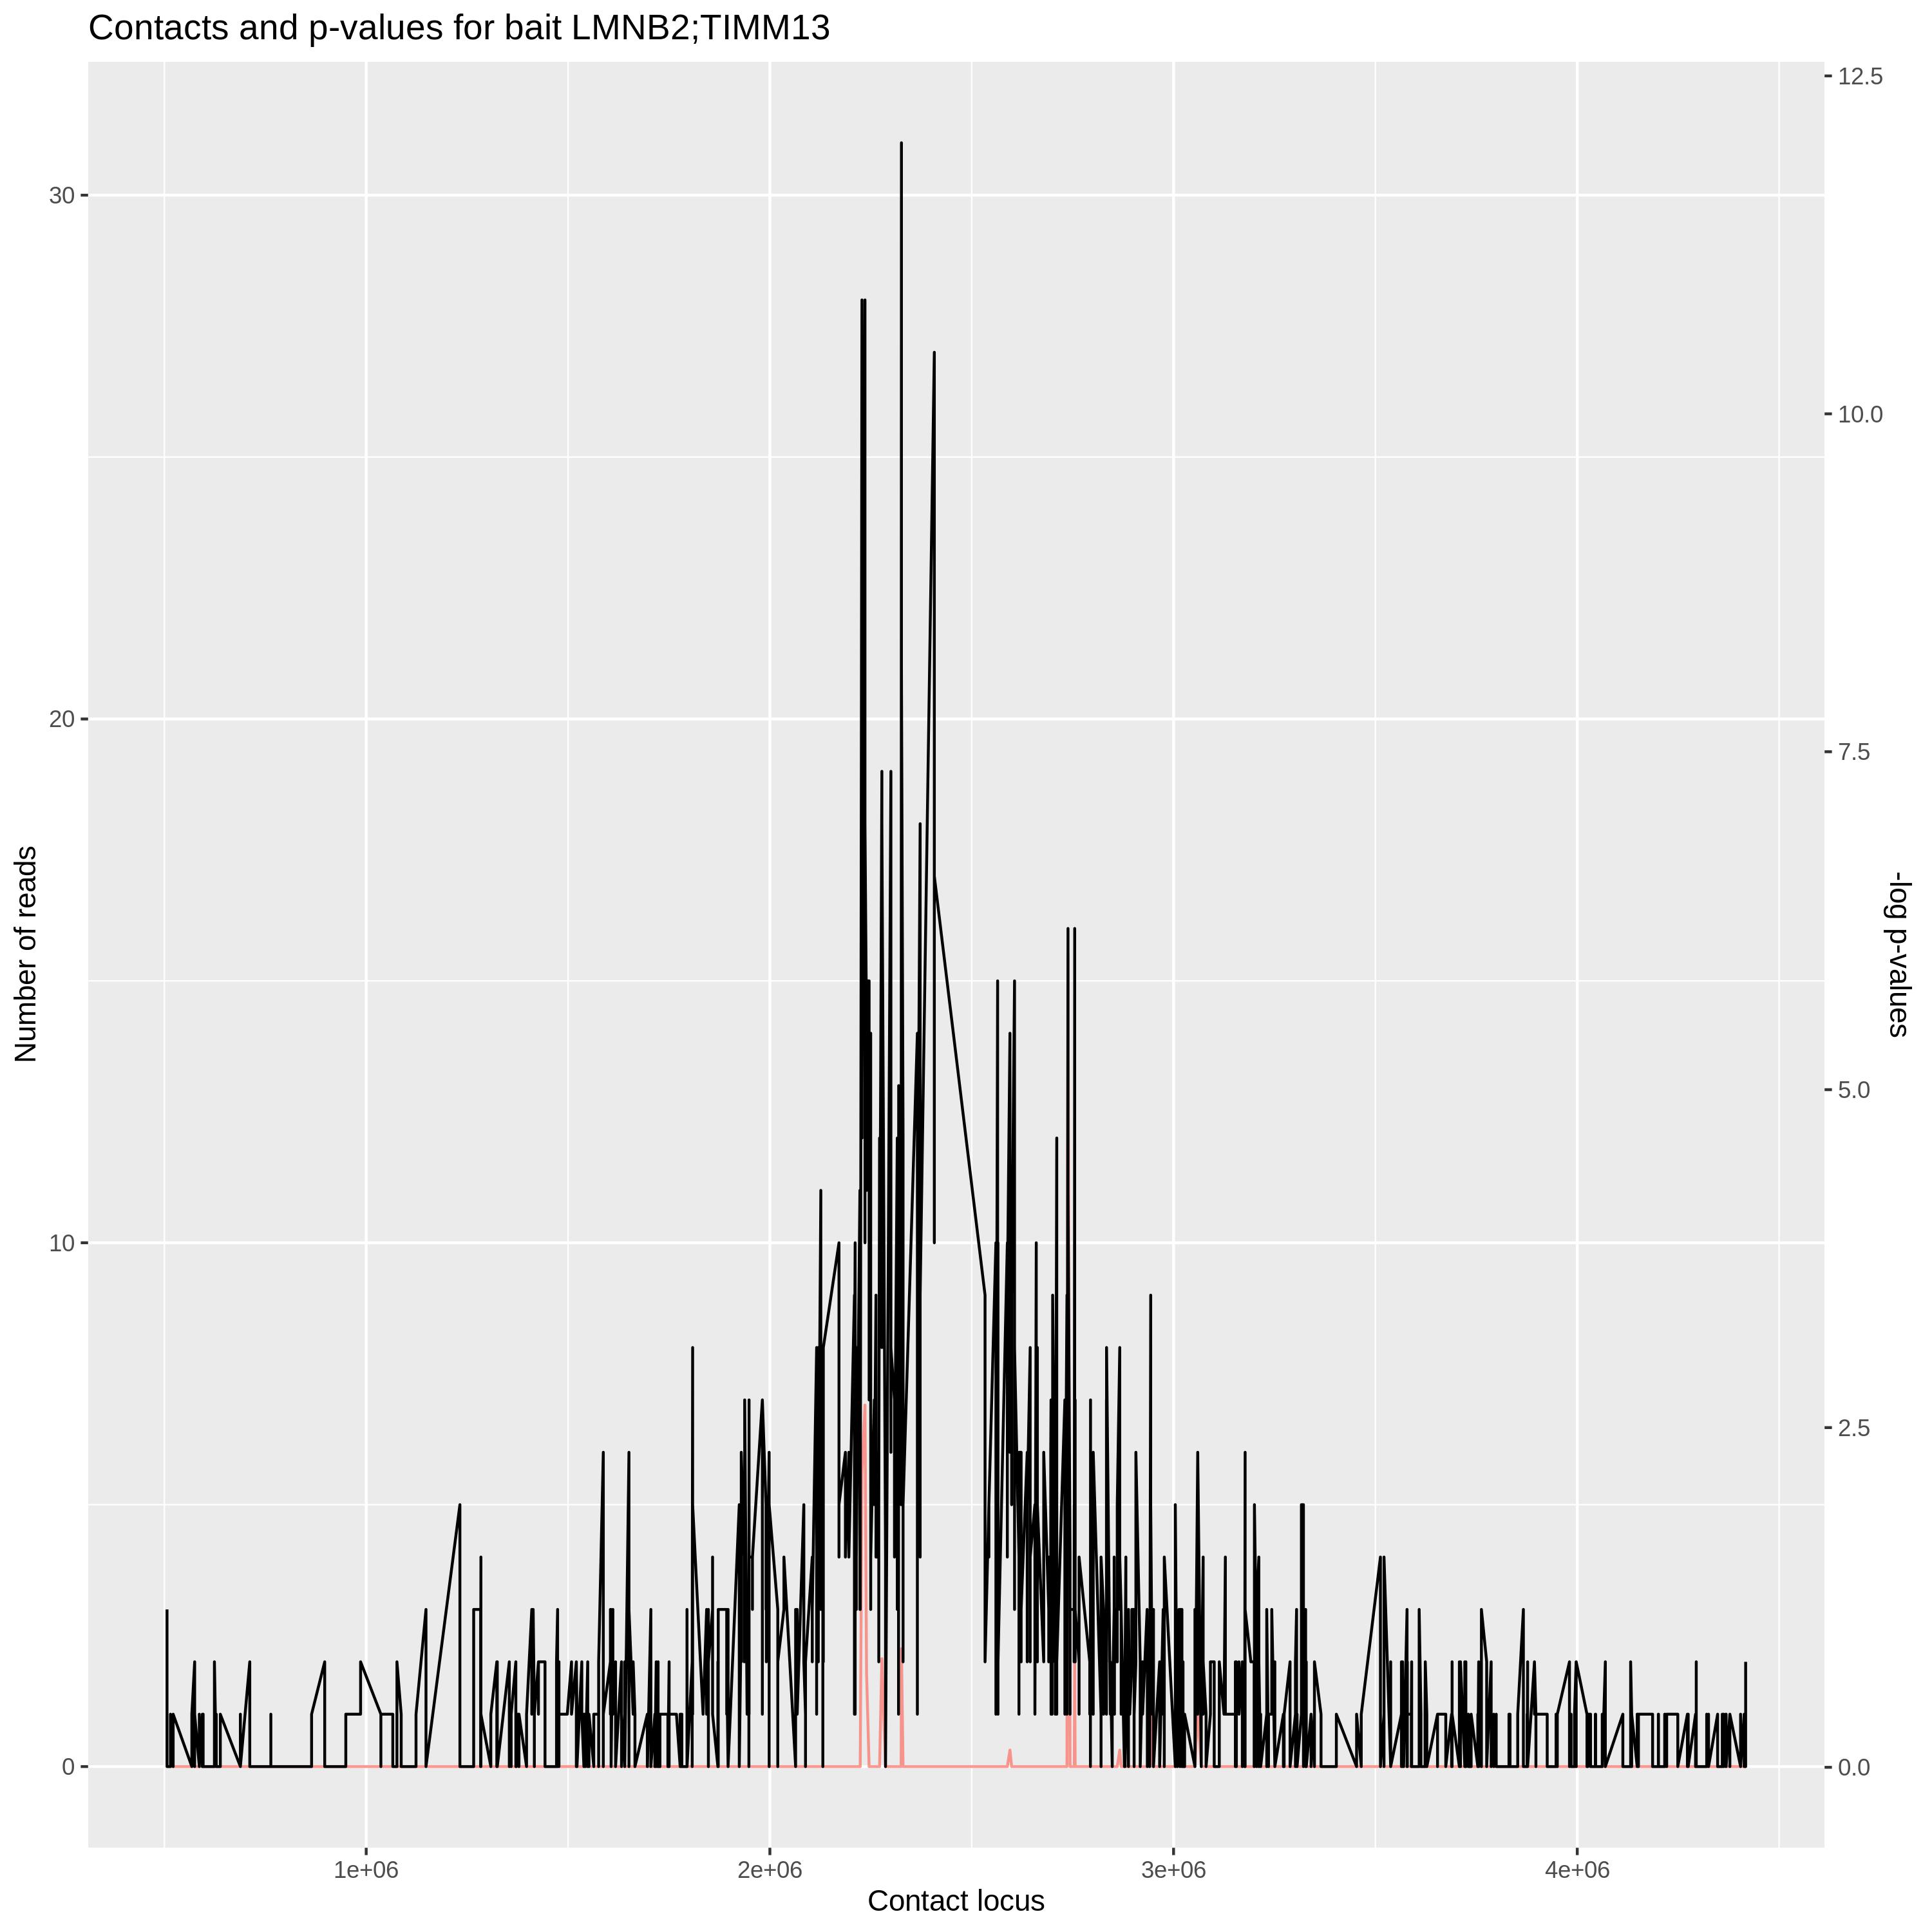 Contacts and p-values for bait LMNB2;TIMM13
12.5
30
10.0
20
7.5
Number of reads
-log p-values
5.0
10
2.5
0
0.0
1e+06
2e+06
3e+06
4e+06
Contact locus